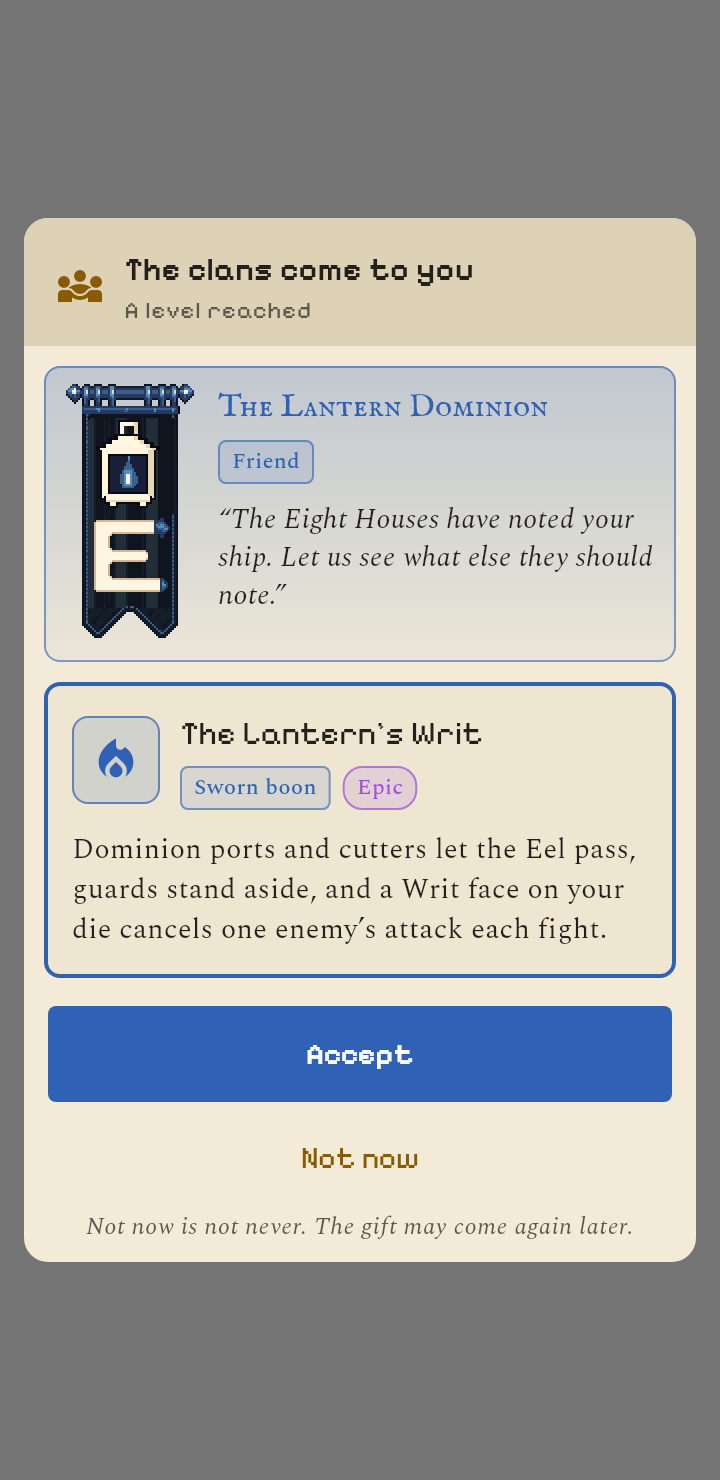 The clans come to you
A level reached
The Lantern Dominion
Friend
“The Eight Houses have noted your
ship. Let us see what else they should
note.”
E
The Lantern's Writ
Sworn boon
Epic
Dominion ports and cutters let the Eel pass,
guards stand aside, and a Writ face on your
die cancels one enemy’s attack each fight.
Accept
Not now
Not now is not never. The gift may come again later.